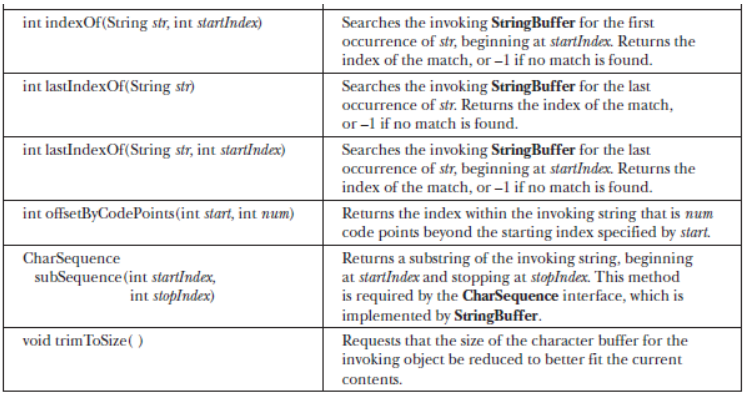 int indexOf(String str, int startIndex)
Searches the invoking StringBuffer for the first
occurrence of str, beginning at startIndex. Returns the
index of the match, or –1 if no match is found.
int lastIndexOf(String str)
Searches the invoking StringBuffer for the last
occurrence of str. Returns the index of the match,
or –1 if no match is found.
int lastIndexOf(String str, int startIndex)
Searches the invoking StringBuffer for the last
occurrence of str, beginning at startIndex. Returns the
index of the match, or –1 if no match is found.
int offsetByCodePoints(int start, int num)
Returns the index within the invoking string that is num
code points beyond the starting index specified by start.
CharSequence
subSequence(int startIndex,
int stopIndex)
Returns a substring of the invoking string, beginning
at startIndex and stopping at stopIndex. This method
is required by the CharSequence interface, which is
implemented by StringBuffer.
void trimToSize( )
Requests that the size of the character buffer for the
invoking object be reduced to better fit the current
contents.